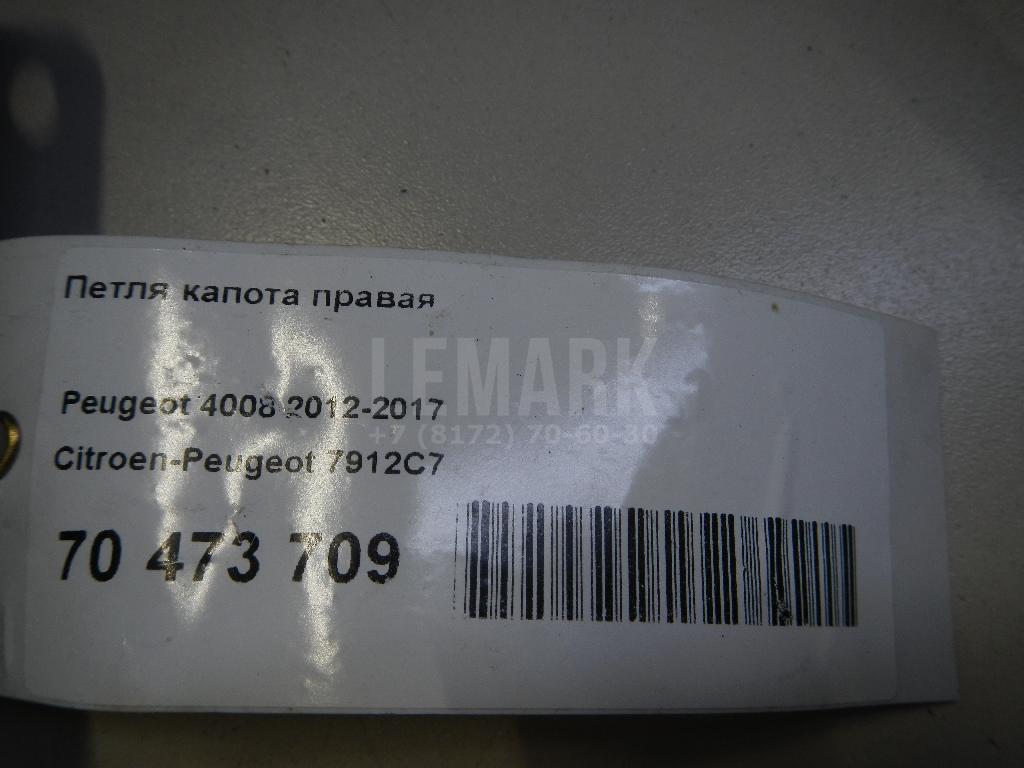 Петля капота правая
LEMARK
Peugeot 4008 2012-2017
+7 (8172) 70-60-30
Citroen-Peugeot 7912C7
70 473 709